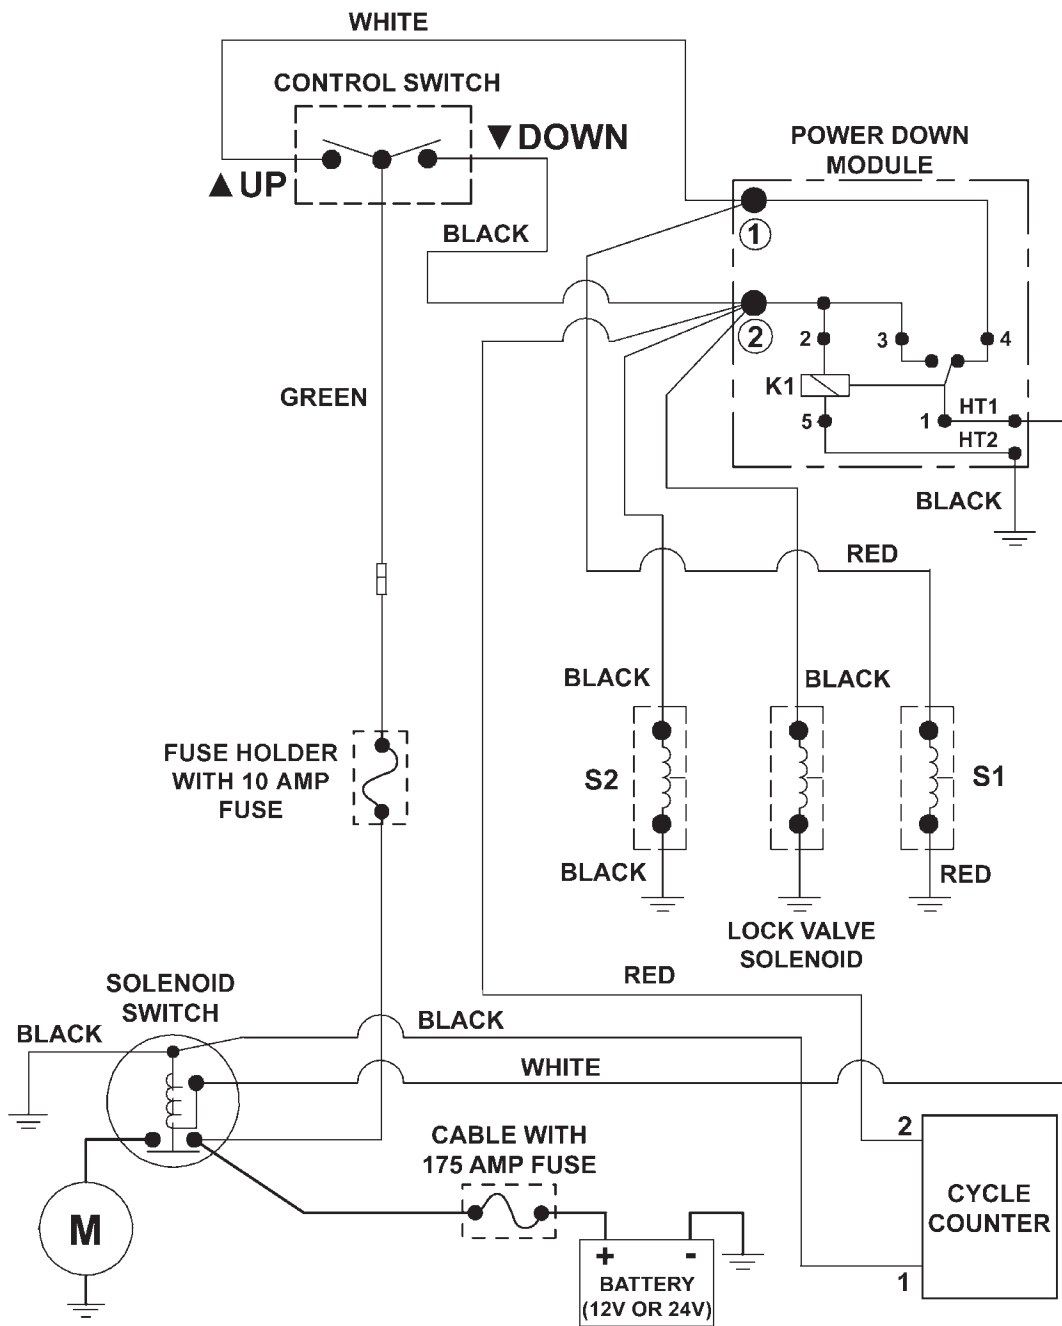 WHITE
CONTROL SWITCH
▼DOWN
▲UP
POWER DOWN
MODULE
BLACK
1
2
2
3
4
K1
5
1
HT1
HT2
BLACK
GREEN
RED
BLACK
BLACK
FUSE HOLDER
WITH 10 AMP
FUSE
S2
S1
BLACK
RED
LOCK VALVE
SOLENOID
RED
SOLENOID
SWITCH
BLACK
BLACK
WHITE
CABLE WITH
175 AMP FUSE
2
CYCLE
COUNTER
1
M
+ -
BATTERY
(12V OR 24V)